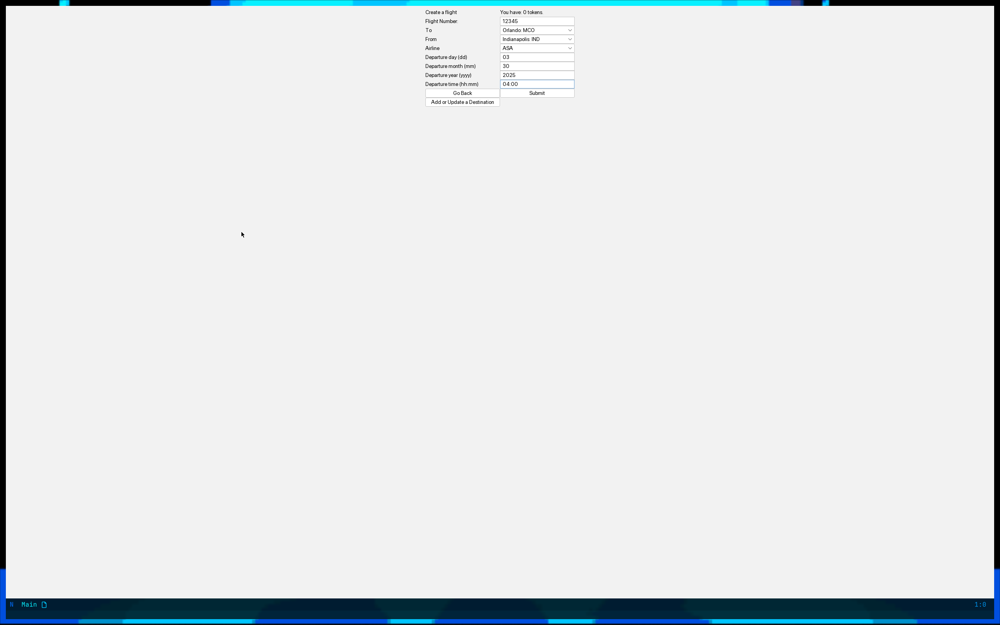 Create a flight You have: 0 tokens.
Flight Number: 12345
To Orlando: MCO
From Indianapolis: IND
Airline ASA
Departure day (dd) 03
Departure month (mm) 30
Departure year (yyyy) 2025
Departure time (hh:mm) 04:00
Go Back Submit
Add or Update a Destination
N Main 1:0